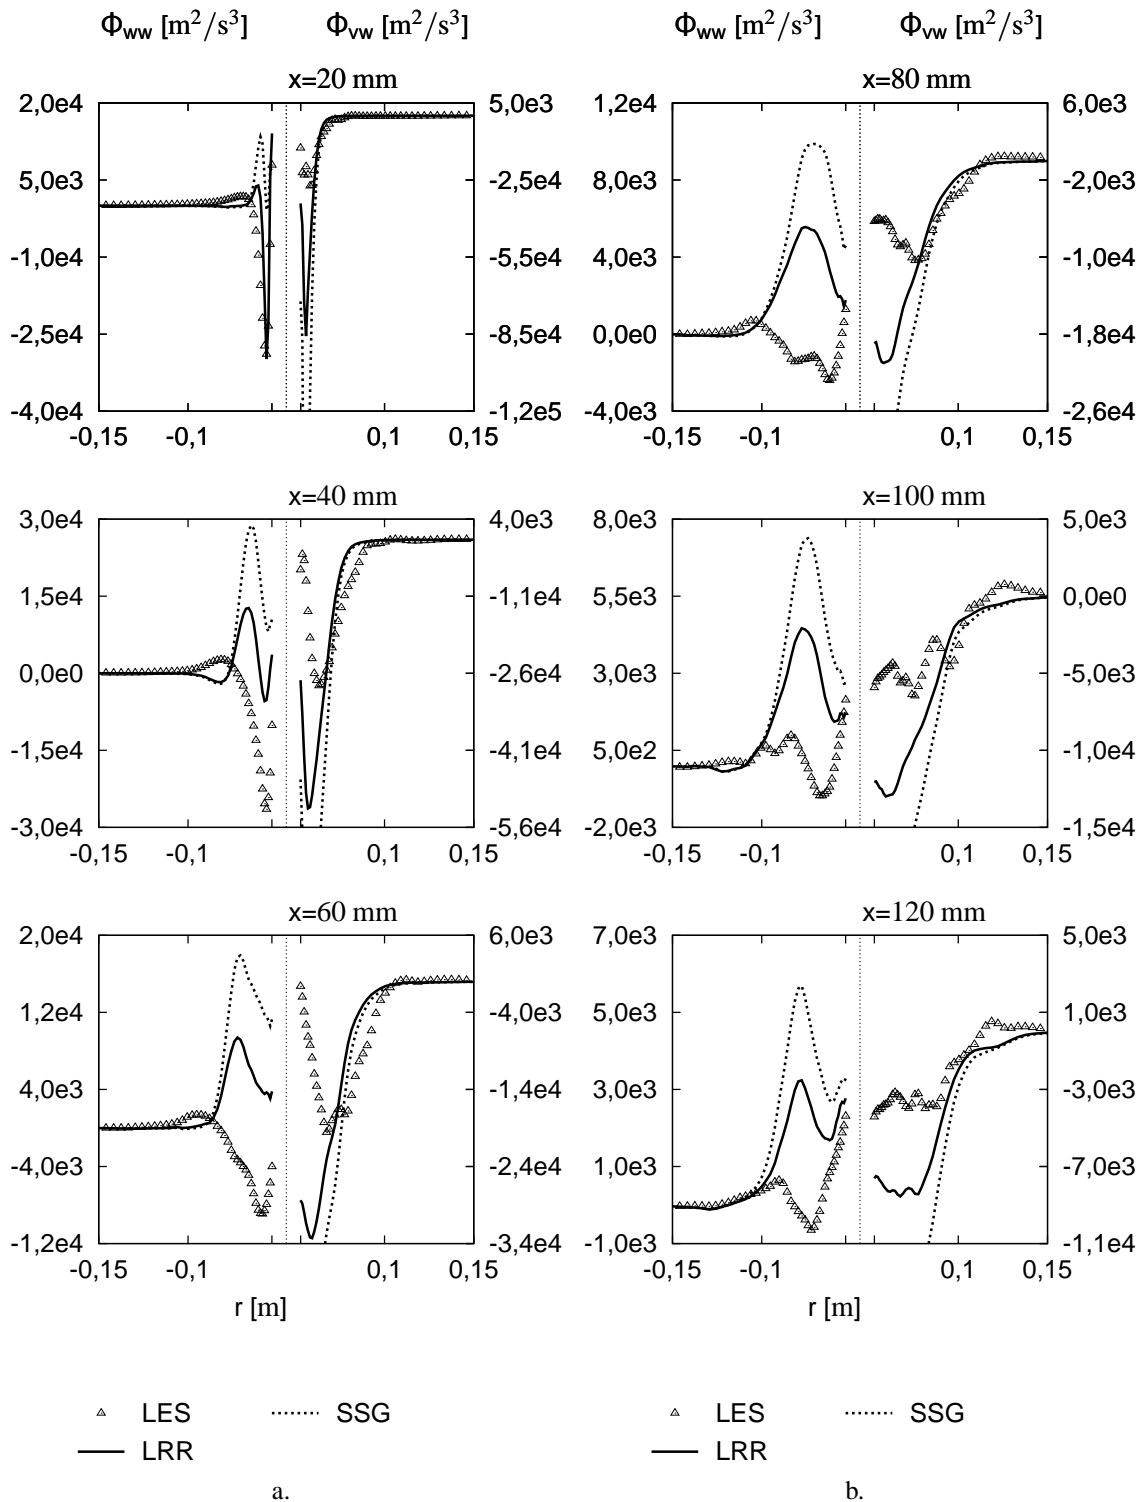 Φww [m²/s³] Φvw [m²/s³] Φww [m²/s³] Φvw [m²/s³]
x=20 mm
2,0e4
5,0e3
-1,0e4
-2,5e4
-4,0e4
5,0e3
-2,5e4
-5,5e4
-8,5e4
-1,2e5
-0,15 -0,1 0,1 0,15
x=80 mm
1,2e4
8,0e3
4,0e3
0,0e0
-4,0e3
6,0e3
-2,0e3
-1,0e4
-1,8e4
-2,6e4
-0,15 -0,1 0,1 0,15
x=40 mm
3,0e4
1,5e4
0,0e0
-1,5e4
-3,0e4
4,0e3
-1,1e4
-2,6e4
-4,1e4
-5,6e4
-0,15 -0,1 0,1 0,15
x=100 mm
8,0e3
5,5e3
3,0e3
5,0e2
-2,0e3
5,0e3
0,0e0
-5,0e3
-1,0e4
-1,5e4
-0,15 -0,1 0,1 0,15
x=60 mm
2,0e4
1,2e4
4,0e3
-4,0e3
-1,2e4
6,0e3
-4,0e3
-1,4e4
-2,4e4
-3,4e4
-0,15 -0,1 0,1 0,15
r [m]
x=120 mm
7,0e3
5,0e3
3,0e3
1,0e3
-1,0e3
5,0e3
1,0e3
-3,0e3
-7,0e3
-1,1e4
-0,15 -0,1 0,1 0,15
r [m]
LES SSG
LRR
LES SSG
LRR
a.
b.